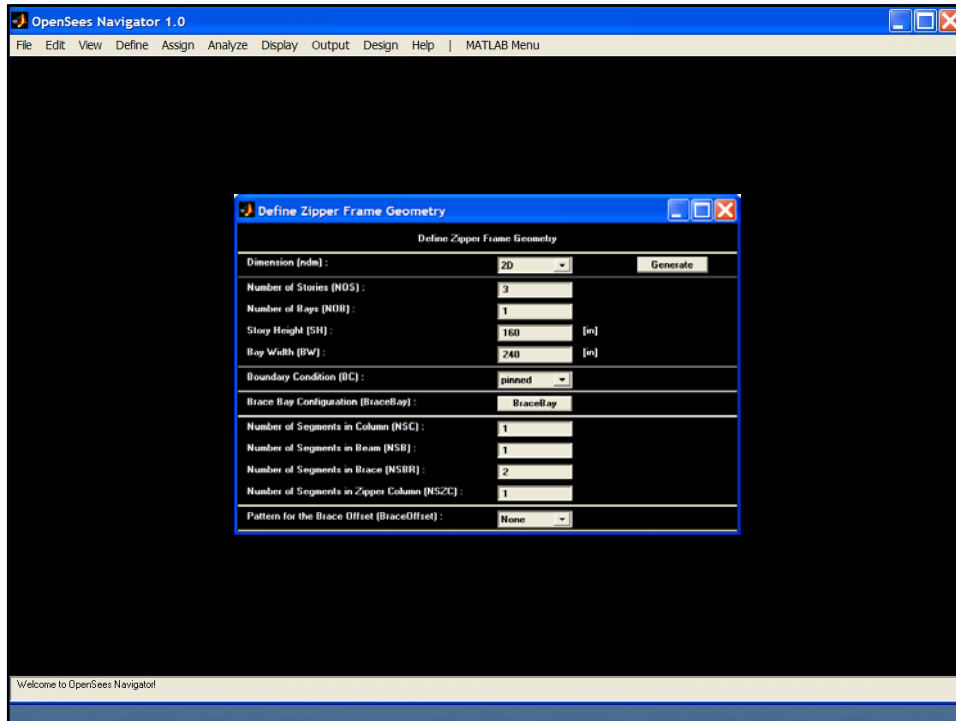 OpenSees Navigator 1.0
File Edit View Define Assign Analyze Display Output Design Help | MATLAB Menu
Define Zipper Frame Geometry
Define Zipper Frame Geometry
Dimension (ndm) : 2D Generate
Number of Stories (NOS) : 3
Number of Bays (NOB) : 1
Story Height (SH) : 160 [in]
Bay Width (BW) : 240 [in]
Boundary Condition (BC) : pinned
Brace Bay Configuration (BraceBay) : BraceBay
Number of Segments in Column (NSC) : 1
Number of Segments in Beam (NSB) : 1
Number of Segments in Brace (NSBR) : 2
Number of Segments in Zipper Column (NSZC) : 1
Pattern for the Brace Offset (BraceOffset) : None
Welcome to OpenSees Navigator!